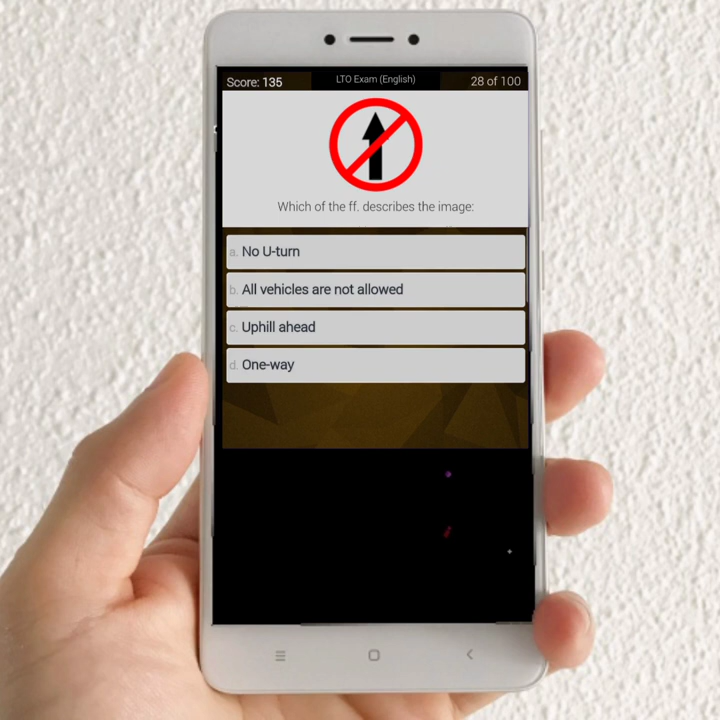 Score: 135
LTO Exam (English)
28 of 100
Which of the ff. describes the image:
a. No U-turn
b. All vehicles are not allowed
c. Uphill ahead
d. One-way